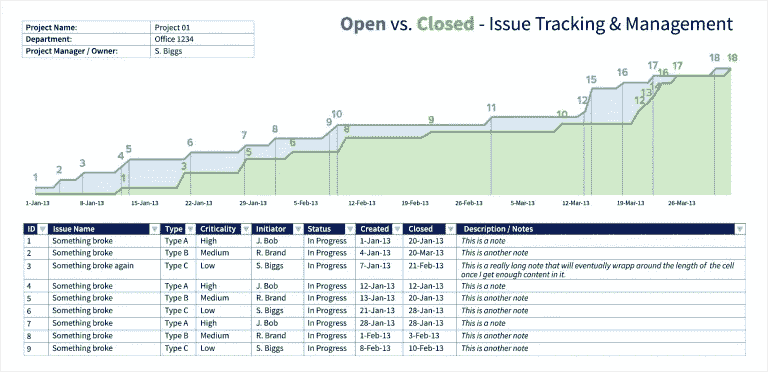 Open vs. Closed - Issue Tracking & Management
Project Name: Project 01
Department: Office 1234
Project Manager / Owner: S. Biggs
18 18
17 16 17
15 16
12 13
12
11
10
9 10
9
8
8
7
6
6
5
5
4
3
3
2
1
1
1-Jan-13 8-Jan-13 15-Jan-13 22-Jan-13 29-Jan-13 5-Feb-13 12-Feb-13 19-Feb-13 26-Feb-13 5-Mar-13 12-Mar-13 19-Mar-13 26-Mar-13
ID Issue Name Type Criticality Initiator Status Created Closed Description / Notes
1 Something broke Type A High J. Bob In Progress 1-Jan-13 20-Jan-13 This is a note
2 Something broke Type B Medium R. Brand In Progress 4-Jan-13 20-Mar-13 This is another note
3 Something broke again Type C Low S. Biggs In Progress 7-Jan-13 21-Feb-13 This is a really long note that will eventually wrapp around the length of the cell
once I get enough content in it.
4 Something broke Type A High J. Bob In Progress 12-Jan-13 12-Jan-13 This is a note
5 Something broke Type B Medium R. Brand In Progress 13-Jan-13 20-Jan-13 This is another note
6 Something broke Type C Low S. Biggs In Progress 21-Jan-13 28-Jan-13 This is another note
7 Something broke Type A High J. Bob In Progress 28-Jan-13 28-Jan-13 This is another note
8 Something broke Type B Medium R. Brand In Progress 1-Feb-13 3-Feb-13 This is another note
9 Something broke Type C Low S. Biggs In Progress 8-Feb-13 10-Feb-13 This is another note